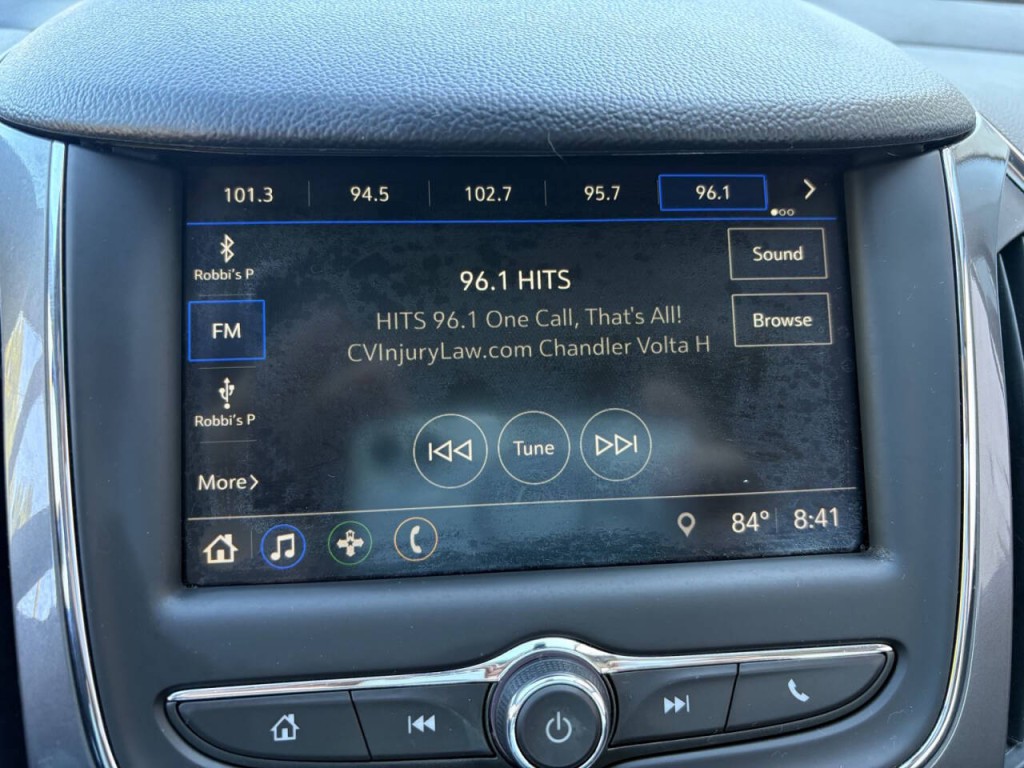 101.3 94.5 102.7 95.7 96.1
Robbi's P
FM
Robbi's P
More
96.1 HITS
HITS 96.1 One Call, That's All!
CVInjuryLaw.com Chandler Volta H
Sound
Browse
Tune
84° 8:41